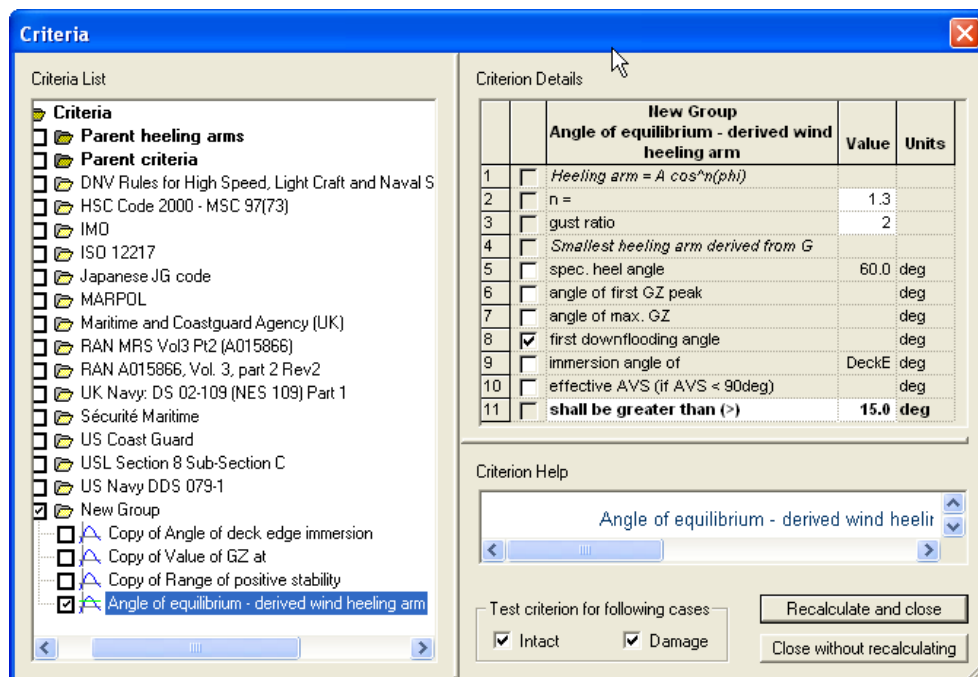 Criteria
Criteria List
Criteria
Parent heeling arms
Parent criteria
DNV Rules for High Speed, Light Craft and Naval S
HSC Code 2000 - MSC 97(73)
IMO
ISO 12217
Japanese JG code
MARPOL
Maritime and Coastguard Agency (UK)
RAN MRS Vol3 Pt2 (A015866)
RAN A015866, Vol. 3, part 2 Rev2
UK Navy: DS 02-109 (NES 109) Part 1
Sécurité Maritime
US Coast Guard
USL Section 8 Sub-Section C
US Navy DDS 079-1
New Group
Copy of Angle of deck edge immersion
Copy of Value of GZ at
Copy of Range of positive stability
Angle of equilibrium - derived wind heeling arm
Criterion Details
New Group
Angle of equilibrium - derived wind
heeling arm
Value Units
1 Heeling arm = A cos^n(phi)
2 n = 1.3
3 gust ratio 2
4 Smallest heeling arm derived from G
5 spec. heel angle 60.0 deg
6 angle of first GZ peak deg
7 angle of max. GZ deg
8 first downflooding angle deg
9 immersion angle of DeckE deg
10 effective AVS (if AVS < 90deg) deg
11 shall be greater than (>) 15.0 deg
Criterion Help
Angle of equilibrium - derived wind heelir
Test criterion for following cases
Intact Damage
Recalculate and close
Close without recalculating